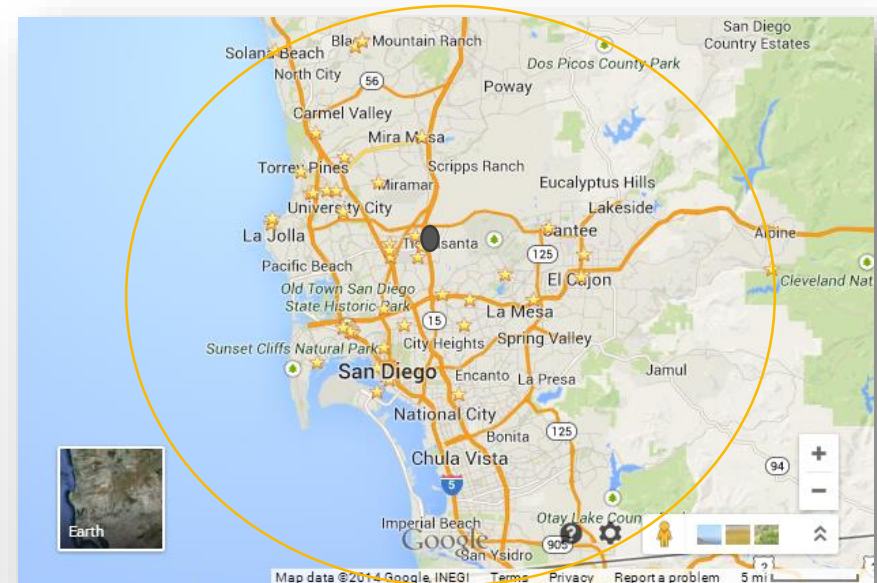 San Diego
Country Estates
Solana Beach
Black Mountain Ranch
North City
Dos Picos County Park
56
Poway
Carmel Valley
Mira Mesa
Torrey Pines
Scripps Ranch
Miramar
Eucalyptus Hills
University City
Lakeside
La Jolla
Santee
Alpine
125
Pacific Beach
El Cajon
Cleveland Nat
Old Town San Diego
State Historic Park
15
La Mesa
Sunset Cliffs Natural Park
City Heights
Spring Valley
San Diego
Encanto
La Presa
Jamul
National City
125
Bonita
Chula Vista
94
5
Earth
Imperial Beach
Otay Lake Coun
Google
905
San Ysidro
2
Map data ©2014 Google, INEGI
Terms
Privacy
Report a problem
5 mi